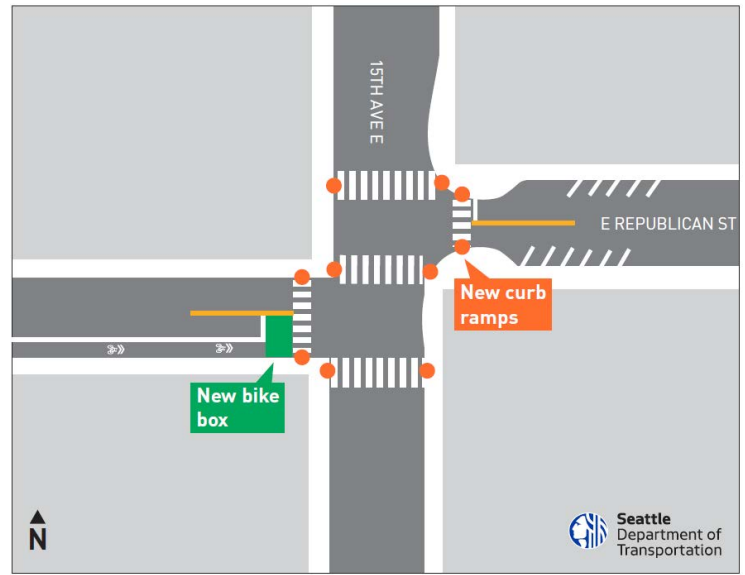 15TH AVE E
E REPUBLICAN ST
New curb
ramps
New bike
box
N
Seattle
Department of
Transportation